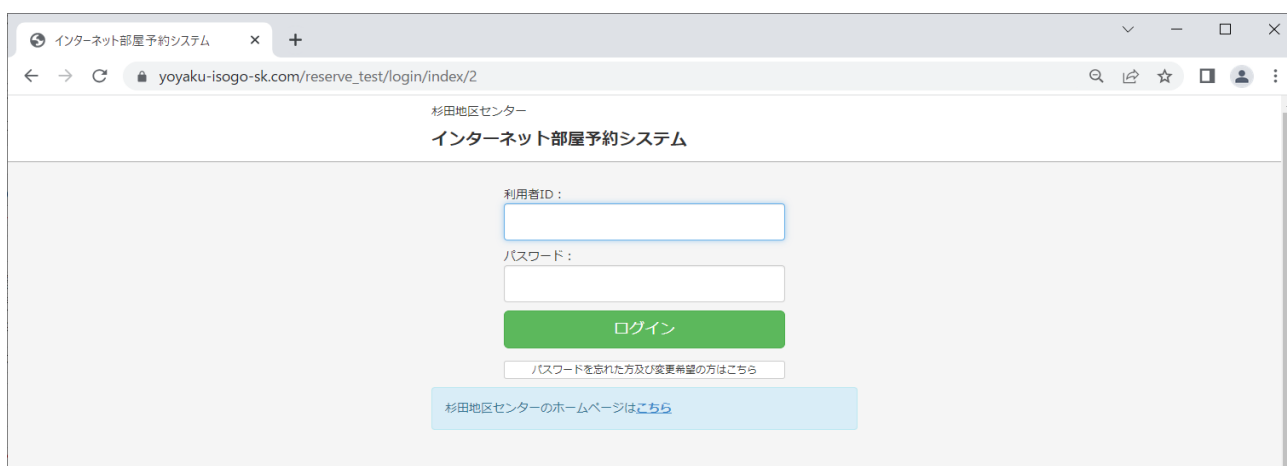 インターネット部屋予約システム
yoyaku-isogo-sk.com/reserve_test/login/index/2
杉田地区センター
インターネット部屋予約システム
利用者ID：
パスワード：
ログイン
パスワードを忘れた方及び変更希望の方はこちら
杉田地区センターのホームページはこちら